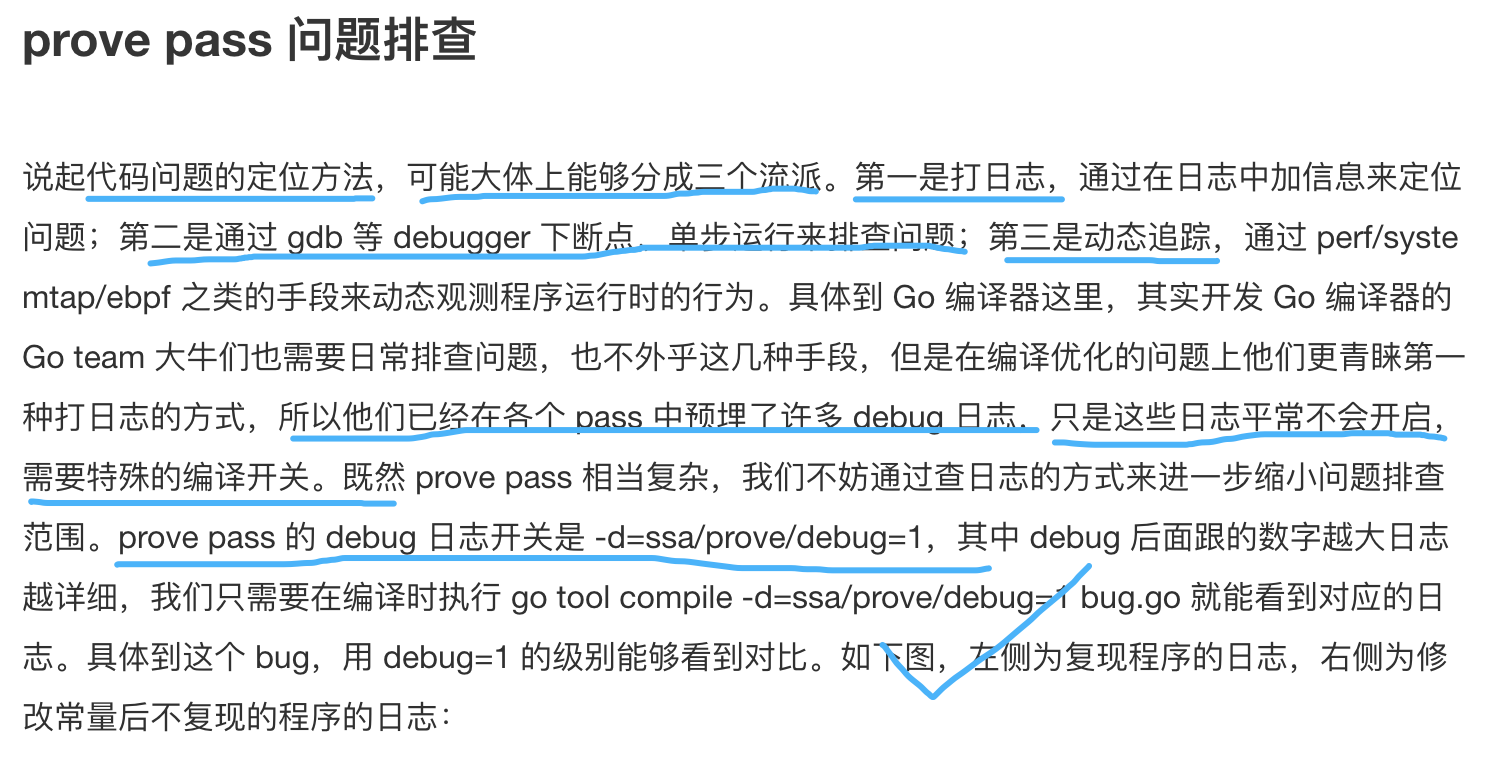 prove pass 问题排查
说起代码问题的定位方法，可能大体上能够分成三个流派。第一是打日志，通过在日志中加信息来定位
问题；第二是通过 gdb 等 debugger 下断点、单步运行来排查问题；第三是动态追踪，通过 perf/syste
mtap/ebpf 之类的手段来动态观测程序运行时的行为。具体到 Go 编译器这里，其实开发 Go 编译器的
Go team 大牛们也需要日常排查问题，也不外乎这几种手段，但是在编译优化的问题上他们更青睐第一
种打日志的方式，所以他们已经在各个 pass 中预埋了许多 debug 日志，只是这些日志平常不会开启，
需要特殊的编译开关。既然 prove pass 相当复杂，我们不妨通过查日志的方式来进一步缩小问题排查
范围。prove pass 的 debug 日志开关是 -d=ssa/prove/debug=1，其中 debug 后面跟的数字越大日志
越详细，我们只需要在编译时执行 go tool compile -d=ssa/prove/debug=1 bug.go 就能看到对应的日
志。具体到这个 bug，用 debug=1 的级别能够看到对比。如下图，左侧为复现程序的日志，右侧为修
改常量后不复现的程序的日志：